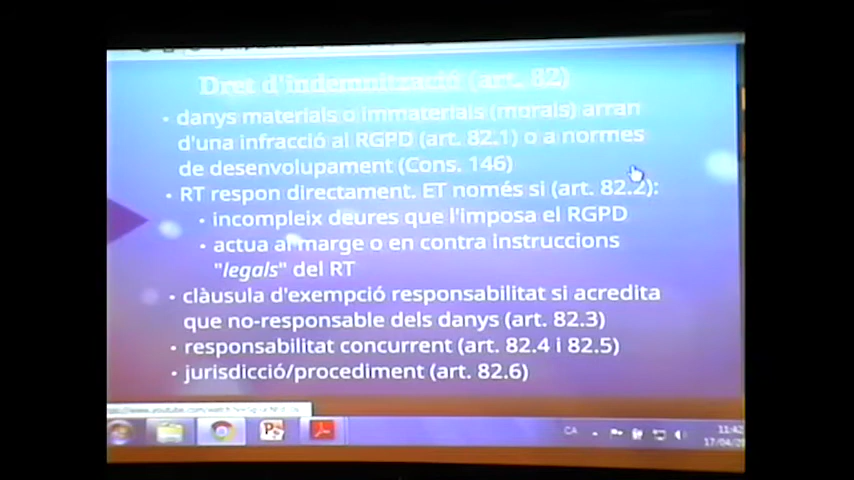 Dret d'indemnització (art. 82)
• danys materials o immaterials (morals) arran
d'una infracció al RGPD (art. 82.1) o a normes
de desenvolupament (Cons. 146)
• RT respon directament. ET només si (art. 82.2):
• incompleix deures que l'imposa el RGPD
• actua al marge o en contra instruccions
"legals" del RT
• clàusula d'exempció responsabilitat si acredita
que no-responsable dels danys (art. 82.3)
• responsabilitat concurrent (art. 82.4 i 82.5)
• jurisdicció/procediment (art. 82.6)
CA
11:42
17/04/